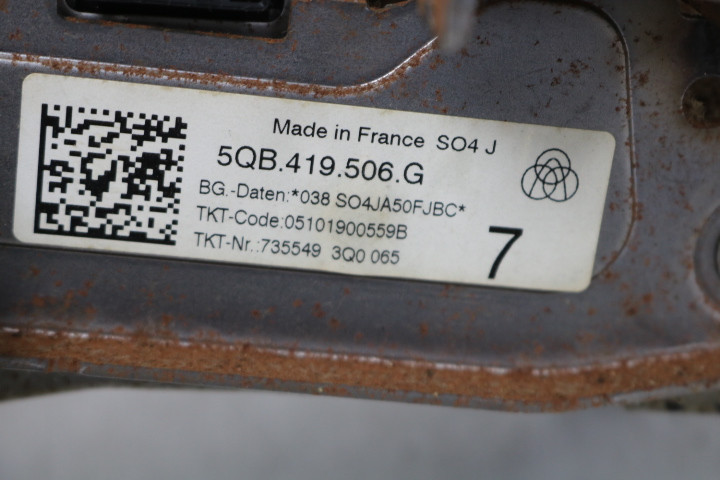 Made in France SO4 J
5QB.419.506.G
BG.-Daten:*038 SO4JA50FJBC*
TKT-Code:05101900559B
TKT-Nr.:735549 3Q0 065
7